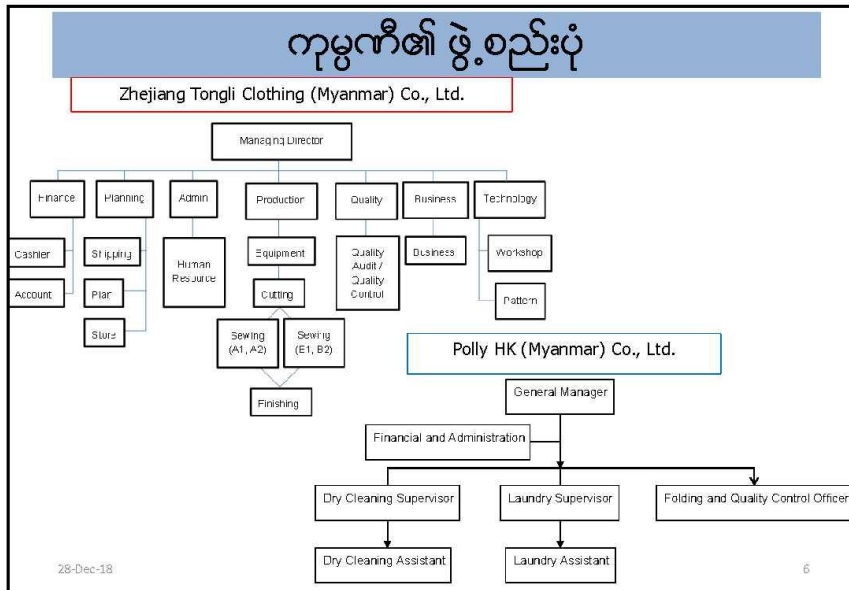 ကုမ္ပဏီ၏ ဖွဲ့စည်းပုံ
Zhejiang Tongli Clothing (Myanmar) Co., Ltd.
Managing Director
Finance
Planning
Admin
Production
Quality
Business
Technology
Cashier
Shipping
Human
Resource
Equipment
Quality
Audit /
Quality
Control
Business
Workshop
Account
Plan
Cutting
Pattern
Store
Sewing
(A1, A2)
Sewing
(E1, B2)
Finishing
Polly HK (Myanmar) Co., Ltd.
General Manager
Financial and Administration
Dry Cleaning Supervisor
Laundry Supervisor
Folding and Quality Control Officer
Dry Cleaning Assistant
Laundry Assistant
28-Dec-18
6